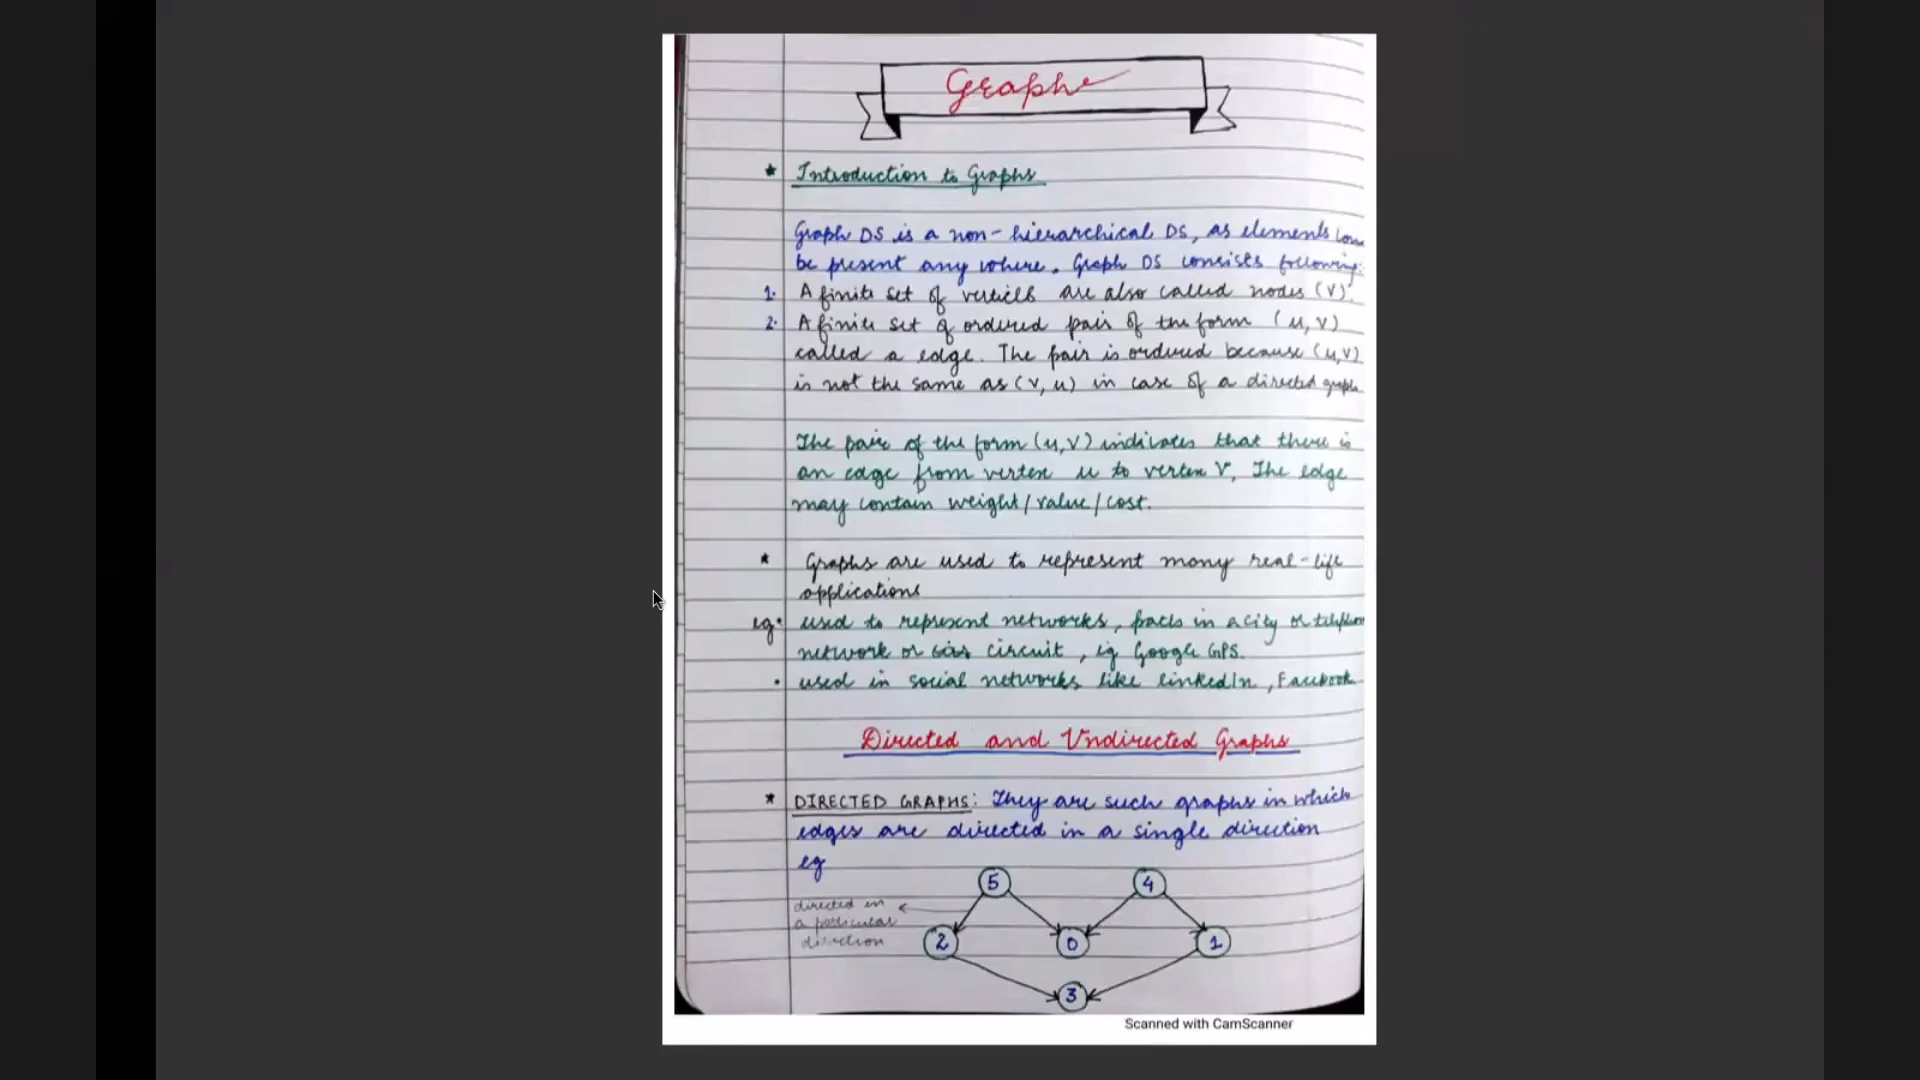 Graphs
* Introduction to Graphs
Graph DS is a non-hierarchical DS, as elements can
be present any where. Graph DS consists following:
1. A finite set of vertices are also called nodes (V).
2. A finite set of ordered pair of the form (u,v)
called a edge. The pair is ordered because (u,v)
is not the same as (v,u) in case of a directed graph
The pair of the form (u,v) indicates that there is
an edge from vertex u to vertex v. The edge
may contain weight/value/cost.
* Graphs are used to represent many real-life
applications
eg• used to represent networks, paths in a city or telephone
network or circuit, eg Google GPS.
• used in social networks like linkedIn, Facebook
Directed and Undirected Graphs
* DIRECTED GRAPHS: They are such graphs in which
edges are directed in a single direction
eg
5 4
directed in
a particular
direction
2 0 1
3
Scanned with CamScanner